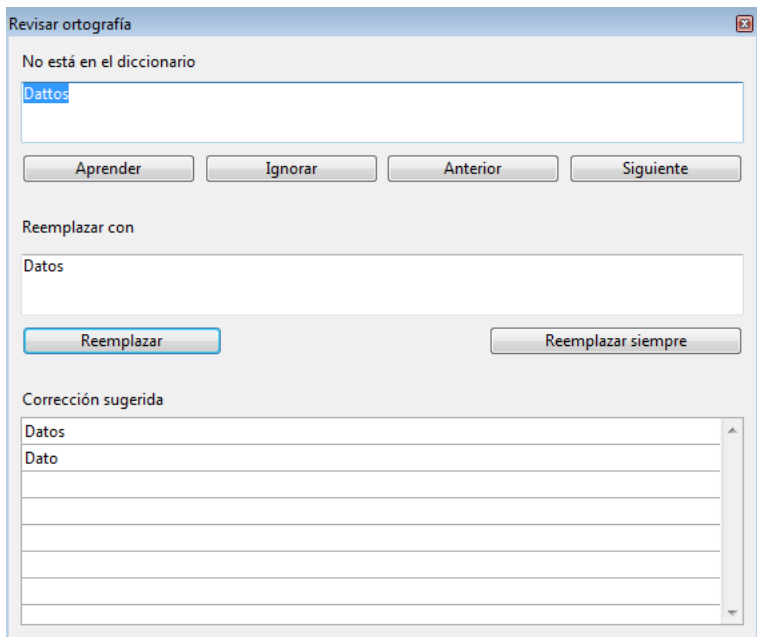 Revisar ortografía
No está en el diccionario
Dattos
Aprender Ignorar Anterior Siguiente
Reemplazar con
Datos
Reemplazar Reemplazar siempre
Corrección sugerida
Datos
Dato